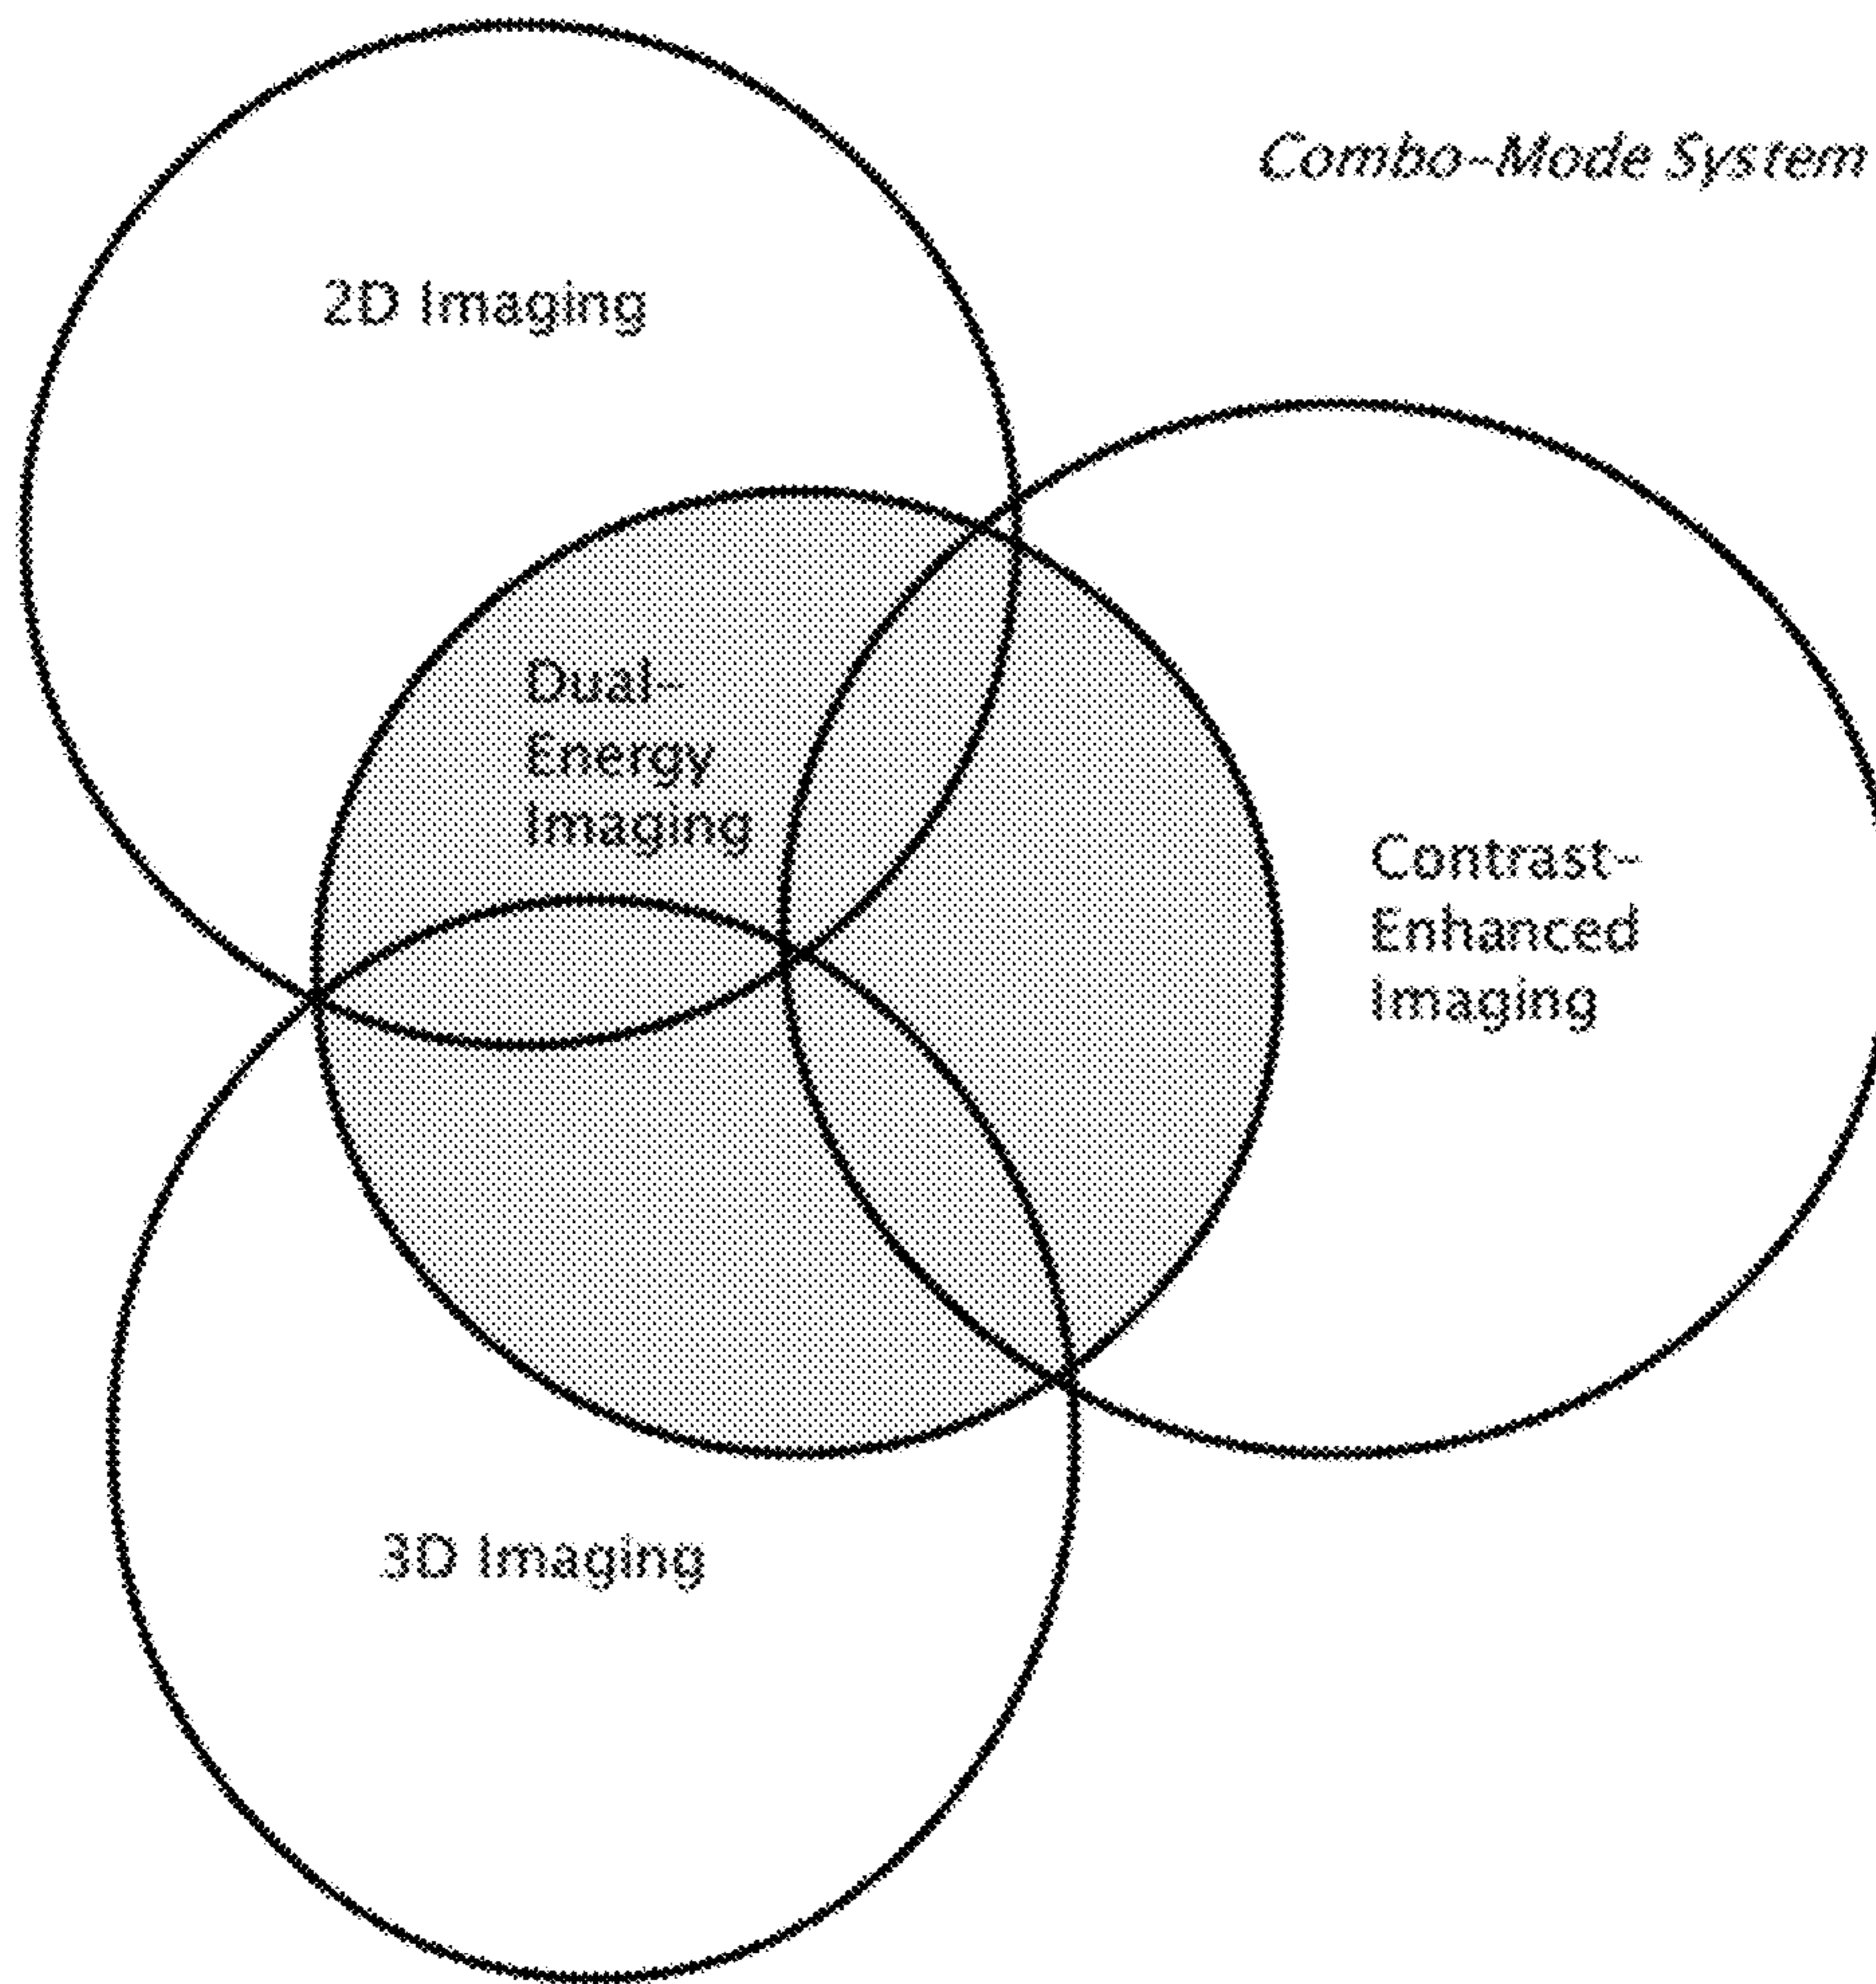 Combo-Mode System
2D Imaging
Dual-
Energy
Imaging
Contrast-
Enhanced
Imaging
3D Imaging